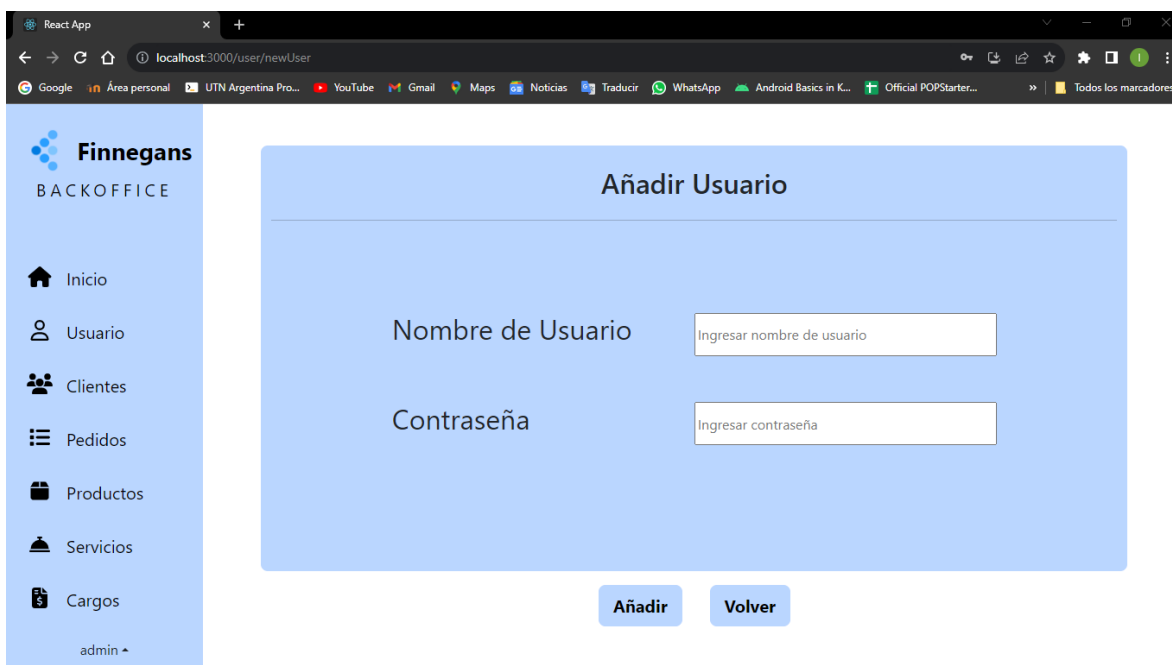 React App
localhost:3000/user/newUser
Google Área personal UTN Argentina Pro... YouTube Gmail Maps Noticias Traducir WhatsApp Android Basics in K... Official POPStarter... » Todos los marcadores
Finnegans
BACKOFFICE
Inicio
Usuario
Clientes
Pedidos
Productos
Servicios
Cargos
admin
Añadir Usuario
Nombre de Usuario Ingresar nombre de usuario
Contraseña Ingresar contraseña
Añadir Volver